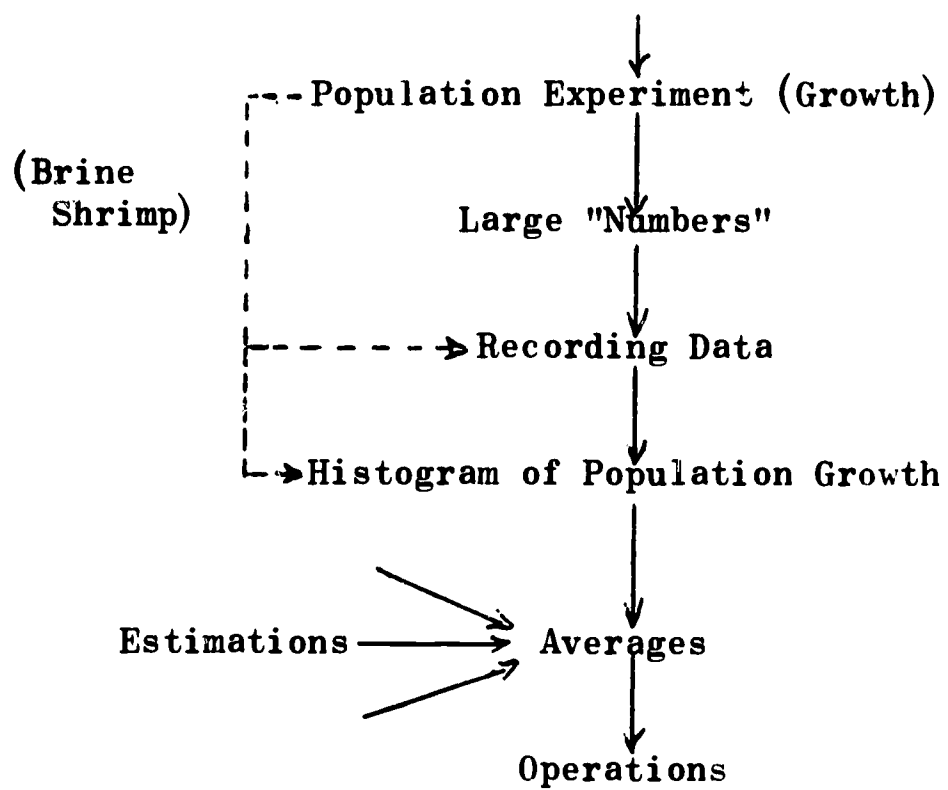 Population Experiment (Growth)
(Brine
Shrimp)
Large "Numbers"
Recording Data
Histogram of Population Growth
Estimations
Averages
Operations